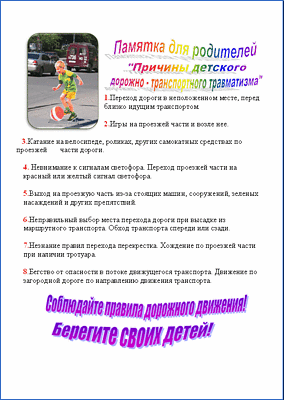 Памятка для родителей
"Причины детского
дорожно - транспортного травматизма"
1.Переход дороги в неположенном месте, перед
близко идущим транспортом.
2.Игры на проезжей части и возле нее.
3.Катание на велосипеде, роликах, других самокатных средствах по
проезжей части дороги.
4. Невнимание к сигналам светофора. Переход проезжей части на
красный или желтый сигнал светофора.
5.Выход на проезжую часть из-за стоящих машин, сооружений, зеленых
насаждений и других препятствий.
6.Неправильный выбор места перехода дороги при высадке из
маршрутного транспорта. Обход транспорта спереди или сзади.
7.Незнание правил перехода перекрестка. Хождение по проезжей части
при наличии тротуара.
8.Бегство от опасности в потоке движущегося транспорта. Движение по
загородной дороге по направлению движения транспорта.
Соблюдайте правила дорожного движения!
Берегите СВОИХ детей!